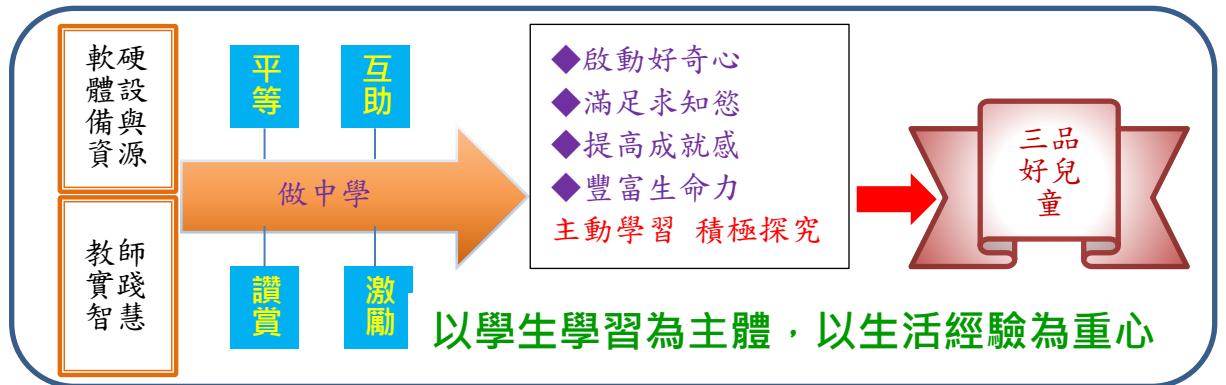 軟硬
體設
備與
資源
教師
實踐
智慧
平等
互助
做中學
讚賞
激勵
◆啟動好奇心
◆滿足求知慾
◆提高成就感
◆豐富生命力
主動學習 積極探究
三品
好兒
童
以學生學習為主體，以生活經驗為重心